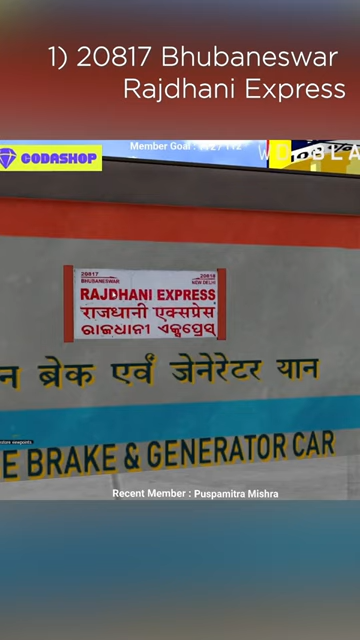 1) 20817 Bhubaneswar
Rajdhani Express
CODASHOP
Member Goal :
20817
BHUBANESWAR
NEW DELHI
RAJDHANI EXPRESS
राजधानी एक्सप्रेस
ରାଜଧାନୀ ଏକ୍ସପ୍ରେସ୍
न ब्रेक एवं जेनेरेटर यान
E BRAKE & GENERATOR CAR
Recent Member : Puspamitra Mishra